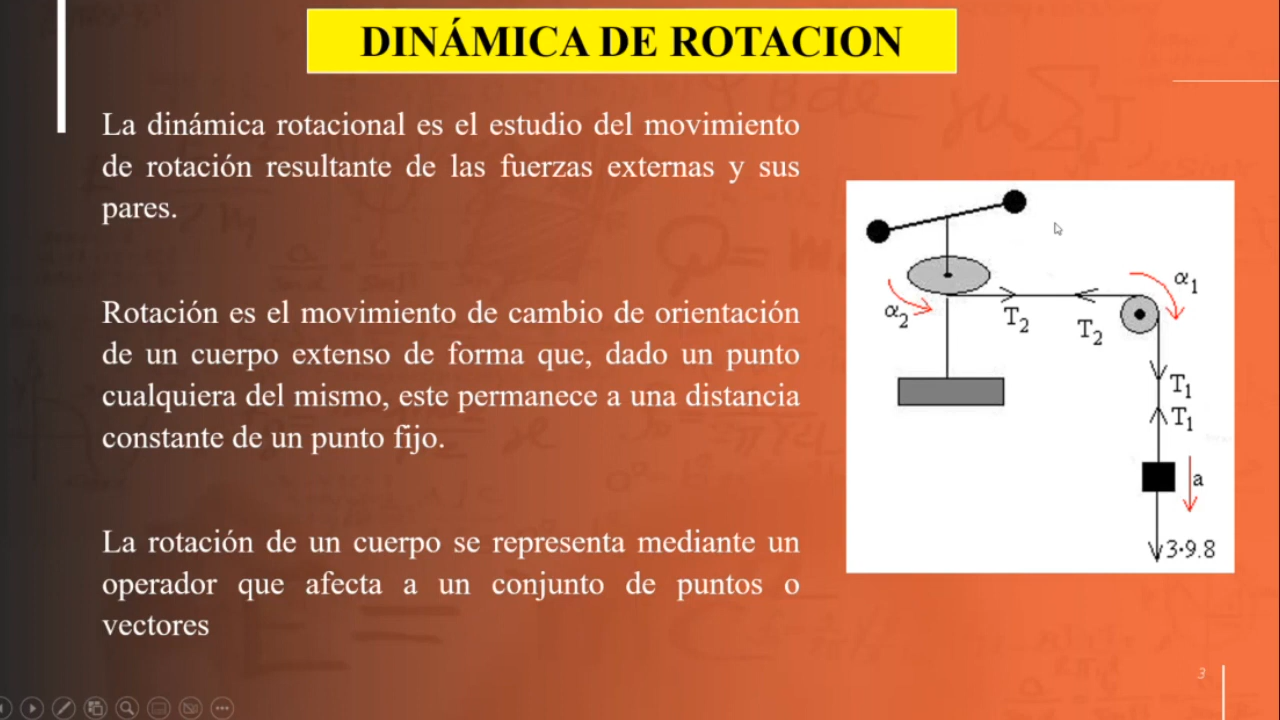 DINÁMICA DE ROTACION
La dinámica rotacional es el estudio del movimiento
de rotación resultante de las fuerzas externas y sus
pares.
Rotación es el movimiento de cambio de orientación
de un cuerpo extenso de forma que, dado un punto
cualquiera del mismo, este permanece a una distancia
constante de un punto fijo.
La rotación de un cuerpo se representa mediante un
operador que afecta a un conjunto de puntos o
vectores
α1
α2
T2
T2
T1
T1
a
3·9.8
3